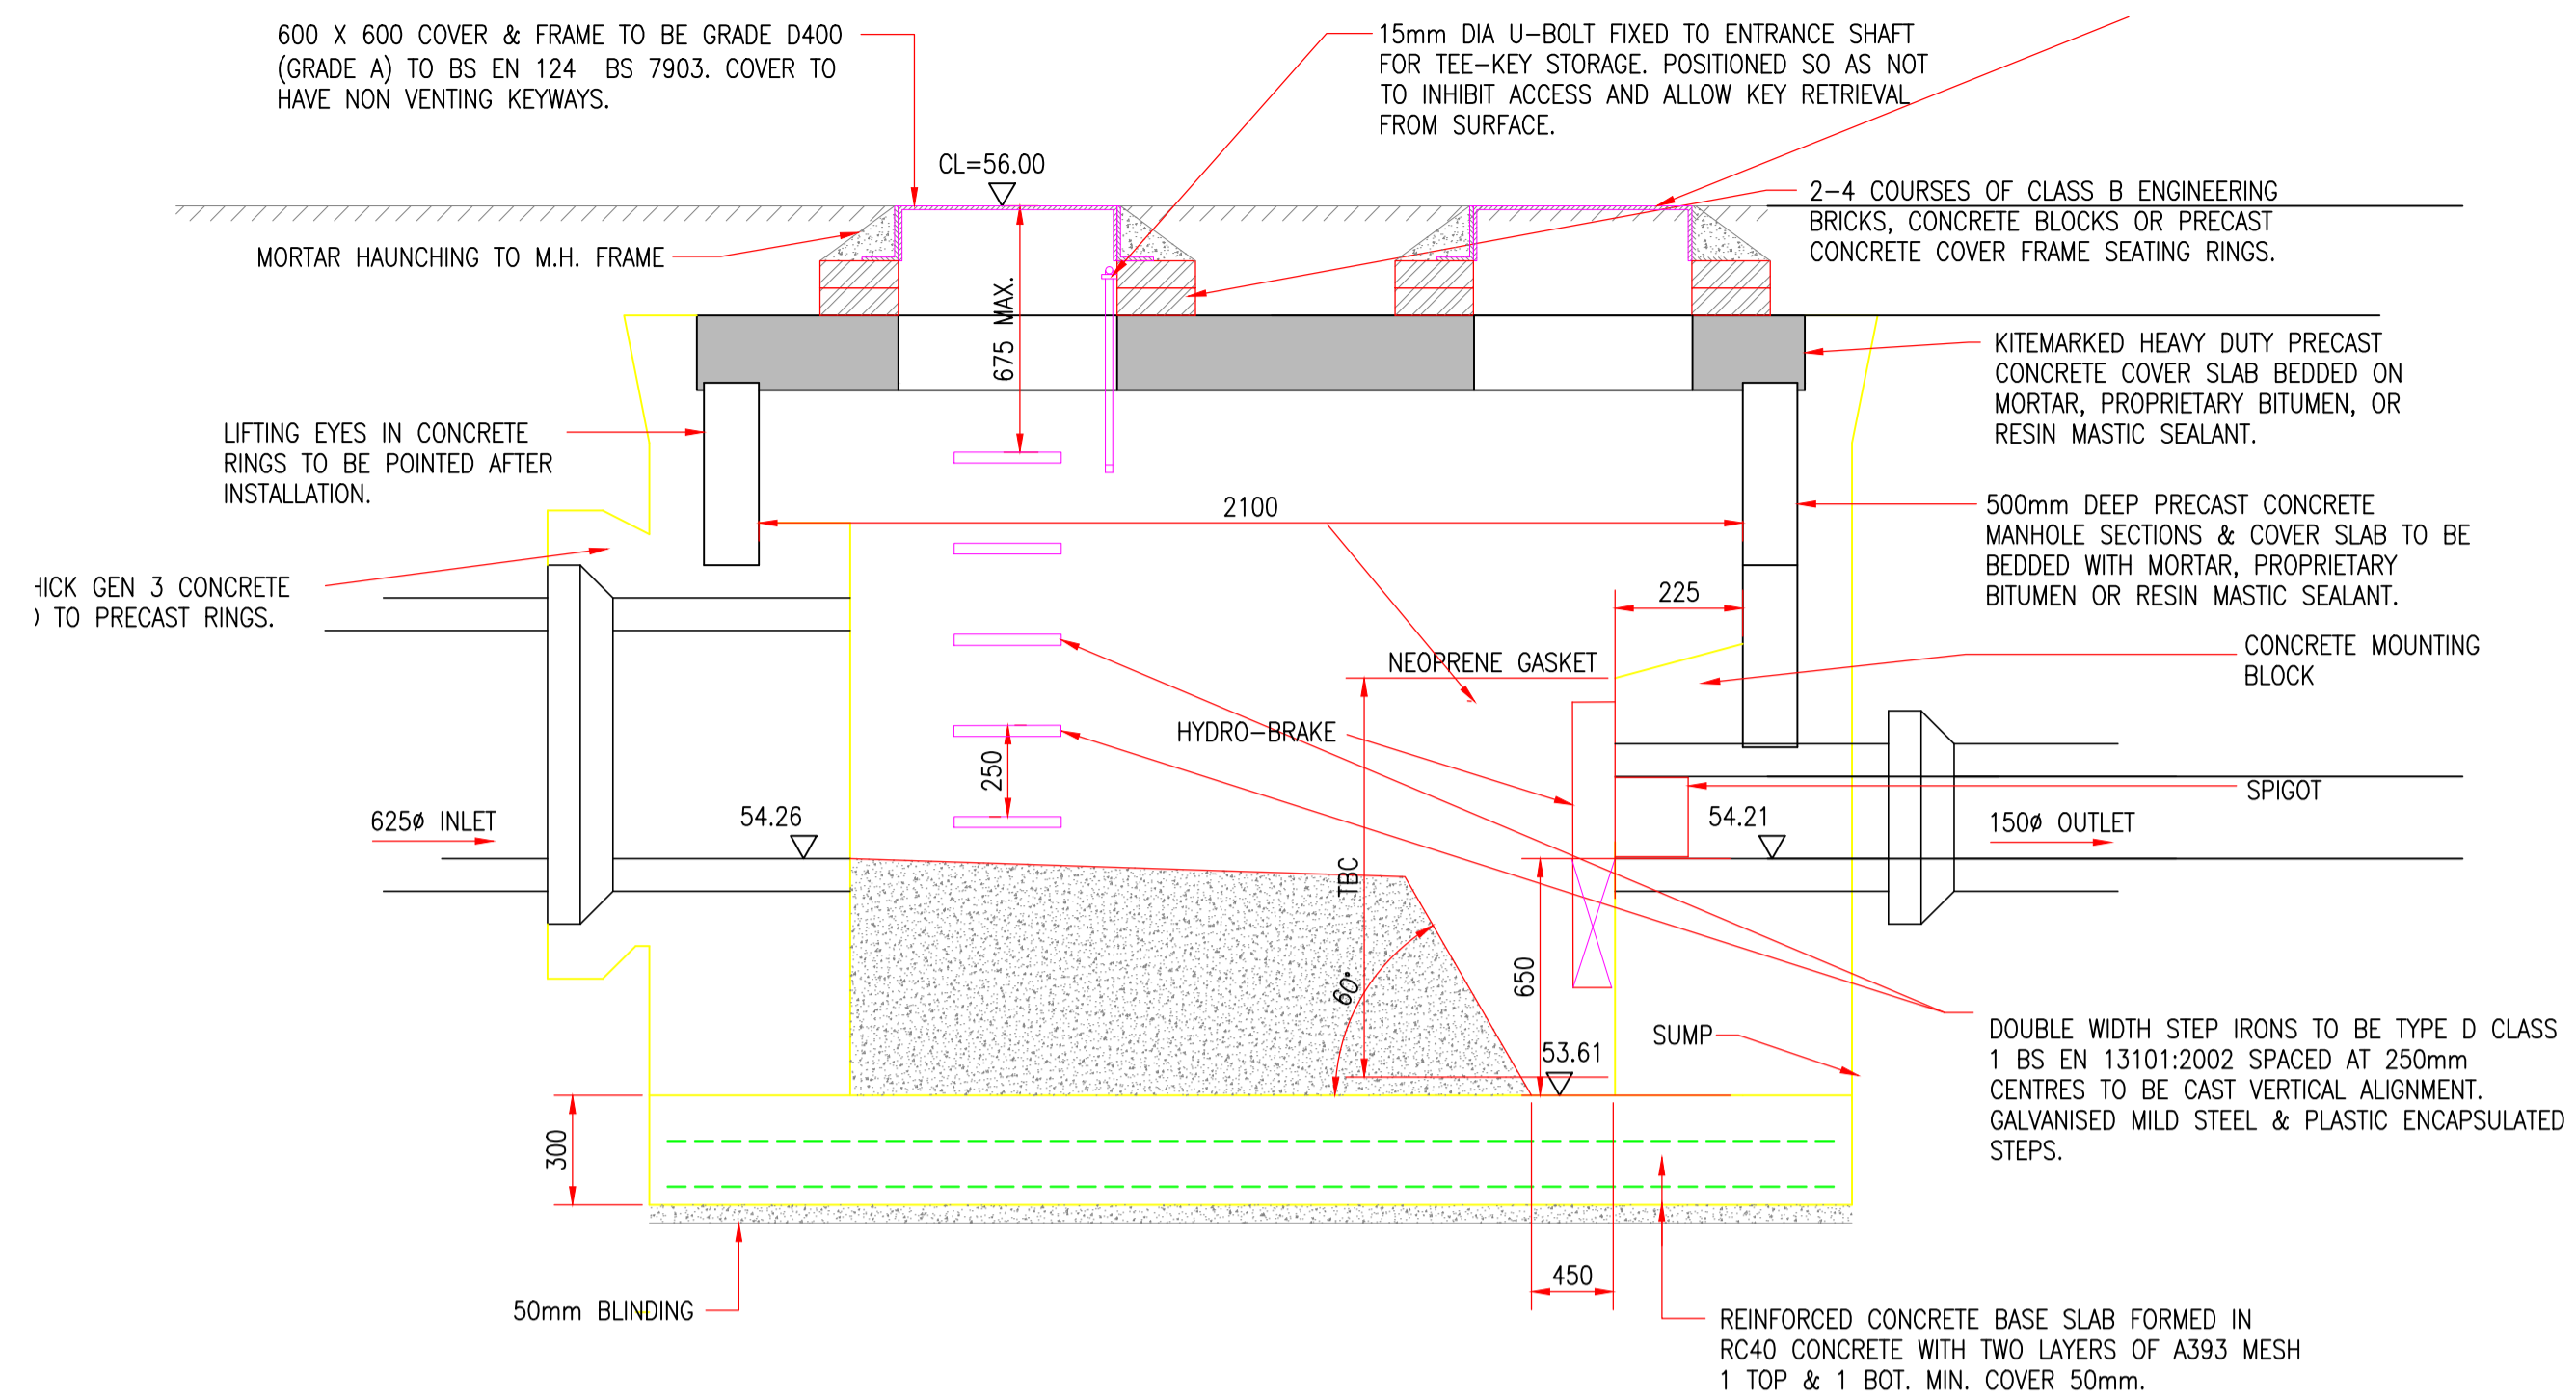 600 X 600 COVER & FRAME TO BE GRADE D400
(GRADE A) TO BS EN 124 BS 7903. COVER TO
HAVE NON VENTING KEYWAYS.
15mm DIA U-BOLT FIXED TO ENTRANCE SHAFT
FOR TEE-KEY STORAGE. POSITIONED SO AS NOT
TO INHIBIT ACCESS AND ALLOW KEY RETRIEVAL
FROM SURFACE.
CL=56.00
2-4 COURSES OF CLASS B ENGINEERING
BRICKS, CONCRETE BLOCKS OR PRECAST
CONCRETE COVER FRAME SEATING RINGS.
MORTAR HAUNCHING TO M.H. FRAME
675 MAX.
KITEMARKED HEAVY DUTY PRECAST
CONCRETE COVER SLAB BEDDED ON
MORTAR, PROPRIETARY BITUMEN, OR
RESIN MASTIC SEALANT.
LIFTING EYES IN CONCRETE
RINGS TO BE POINTED AFTER
INSTALLATION.
2100
500mm DEEP PRECAST CONCRETE
MANHOLE SECTIONS & COVER SLAB TO BE
BEDDED WITH MORTAR, PROPRIETARY
BITUMEN OR RESIN MASTIC SEALANT.
HICK GEN 3 CONCRETE
TO PRECAST RINGS.
225
NEOPRENE GASKET
CONCRETE MOUNTING
BLOCK
HYDRO-BRAKE
250
SPIGOT
625ø INLET
54.26
54.21
150ø OUTLET
TBC
60°
650
53.61
SUMP
DOUBLE WIDTH STEP IRONS TO BE TYPE D CLASS
1 BS EN 13101:2002 SPACED AT 250mm
CENTRES TO BE CAST VERTICAL ALIGNMENT.
GALVANISED MILD STEEL & PLASTIC ENCAPSULATED
STEPS.
300
450
50mm BLINDING
REINFORCED CONCRETE BASE SLAB FORMED IN
RC40 CONCRETE WITH TWO LAYERS OF A393 MESH
1 TOP & 1 BOT. MIN. COVER 50mm.